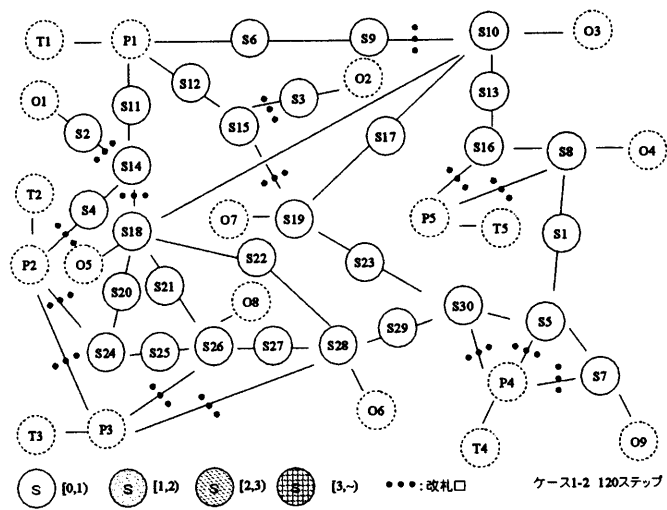 T1 P1 S6 S9 S10 O3
O1 S12 S3 O2 S13
S2 S11 S15 S17 S16 S8 O4
S14
T2 S4 O7 S19 P5 T5 S1
P2 O5 S18 S22 S23
S20 S21 O8 S30 S5
S24 S25 S26 S27 S28 S29
P4 S7
T3 P3 O6 T4 O9
S [0,1) S [1,2) S [2,3) S [3,~) :改札口 ケース1-2 120ステップ